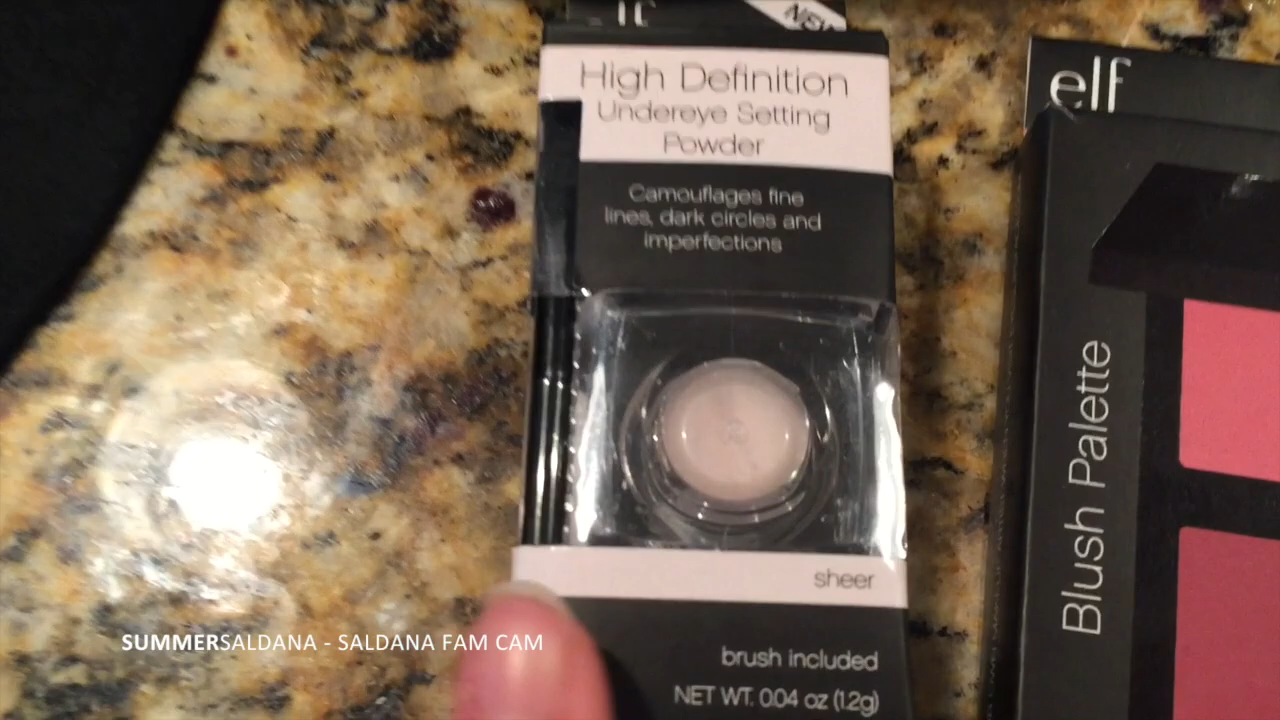 NEW
High Definition
Undereye Setting
Powder
Camouflages fine
lines, dark circles and
imperfections
sheer
brush included
NET WT. 0.04 oz (1.2g)
elf
Blush Palette
SUMMERSALDANA - SALDANA FAM CAM